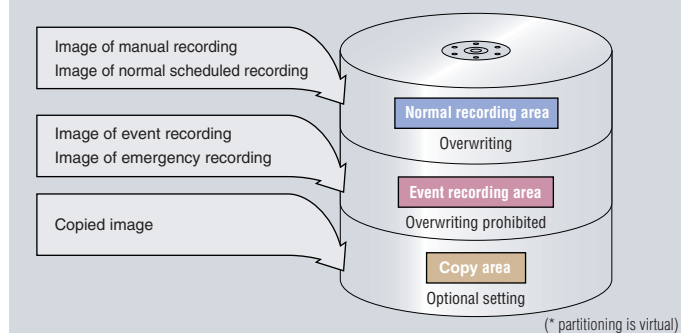 Image of manual recording
Image of normal scheduled recording
Normal recording area
Overwriting
Image of event recording
Image of emergency recording
Event recording area
Overwriting prohibited
Copied image
Copy area
Optional setting
(* partitioning is virtual)